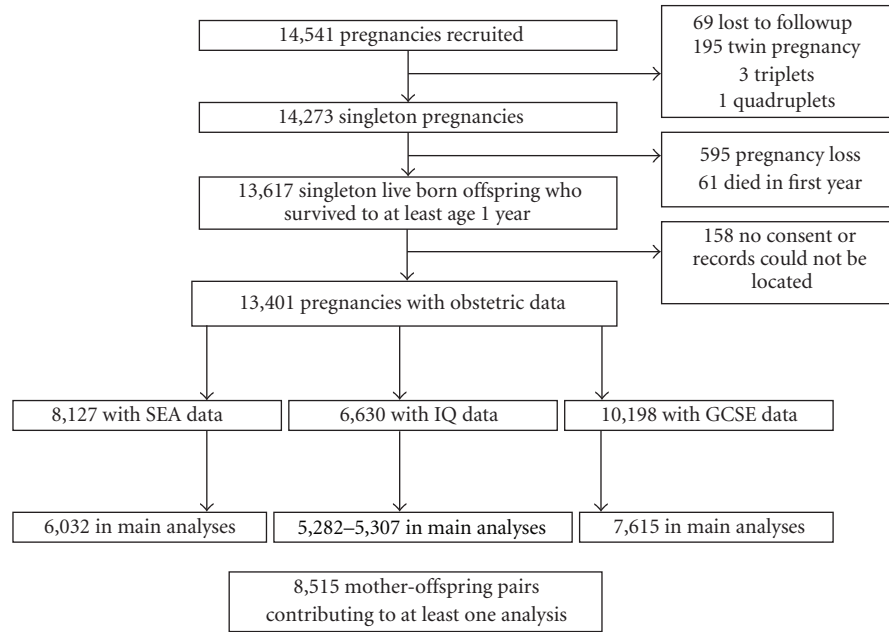 14,541 pregnancies recruited
69 lost to followup
195 twin pregnancy
3 triplets
1 quadruplets
14,273 singleton pregnancies
595 pregnancy loss
61 died in first year
13,617 singleton live born offspring who
survived to at least age 1 year
158 no consent or
records could not be
located
13,401 pregnancies with obstetric data
8,127 with SEA data
6,630 with IQ data
10,198 with GCSE data
6,032 in main analyses
5,282–5,307 in main analyses
7,615 in main analyses
8,515 mother-offspring pairs
contributing to at least one analysis